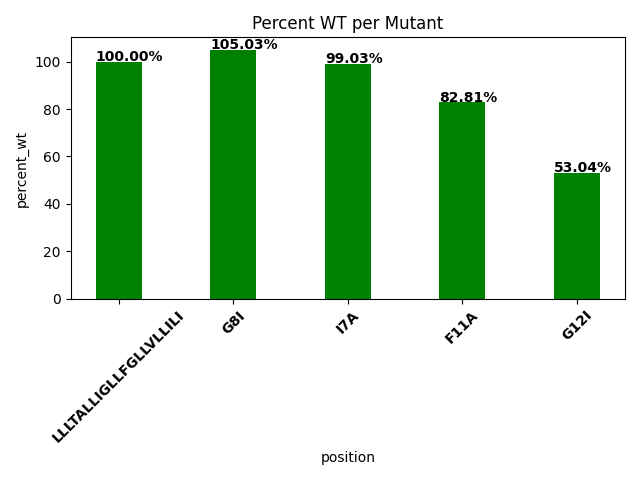 Percent WT per Mutant
100.00%
105.03%
99.03%
82.81%
53.04%
100
80
60
40
20
0
percent_wt
LLLTALLIGLLFGLLVLLILI
G8I
I7A
F11A
G12I
position